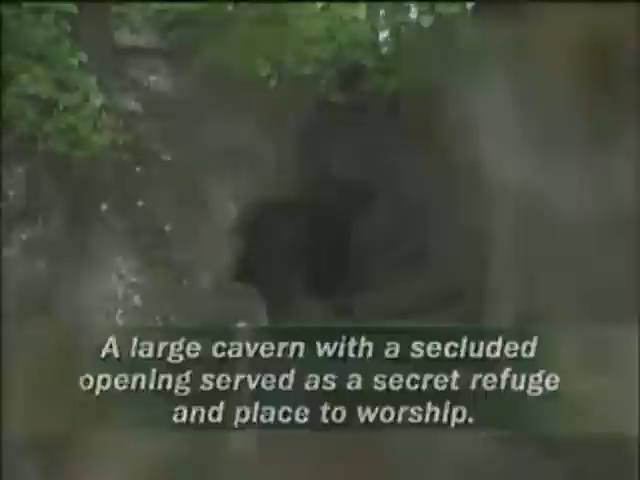 A large cavern with a secluded
opening served as a secret refuge
and place to worship.